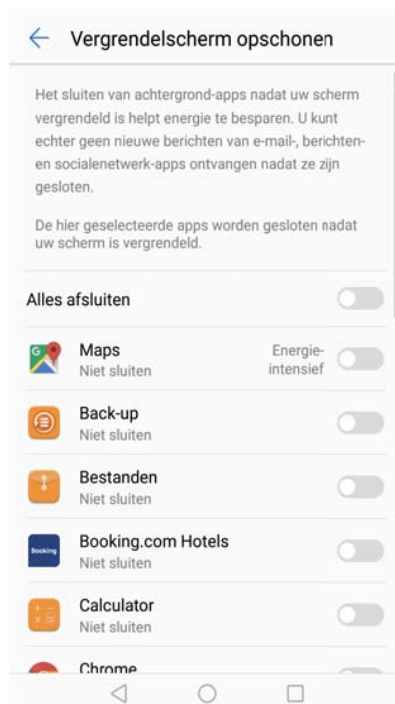 Vergrendelscherm opschonen
Het sluiten van achtergrond-apps nadat uw scherm
vergrendeld is helpt energie te besparen. U kunt
echter geen nieuwe berichten van e-mail-, berichten-
en socialenetwerk-apps ontvangen nadat ze zijn
gesloten.
De hier geselecteerde apps worden gesloten nadat
uw scherm is vergrendeld.
Alles afsluiten
G
Maps
Niet sluiten
Energie-
intensief
Back-up
Niet sluiten
Bestanden
Niet sluiten
Booking
Booking.com Hotels
Niet sluiten
Calculator
Niet sluiten
Chrome